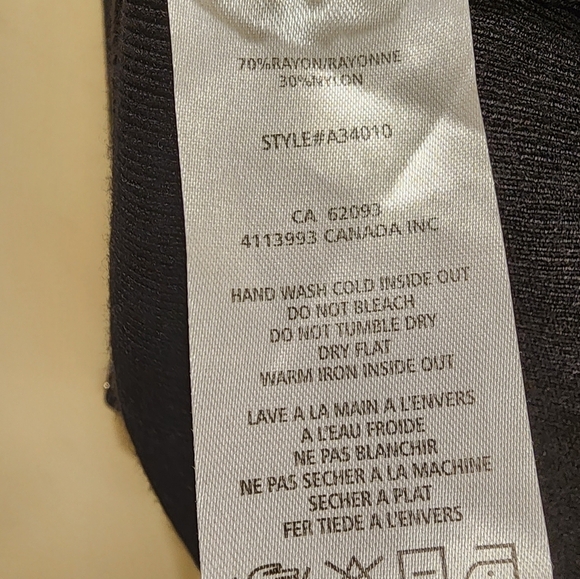 70%RAYON/RAYONNE
30%NYLON
STYLE#A34010
CA 62093
4113993 CANADA INC
HAND WASH COLD INSIDE OUT
DO NOT BLEACH
DO NOT TUMBLE DRY
DRY FLAT
WARM IRON INSIDE OUT
LAVE A LA MAIN A L'ENVERS
A L'EAU FROIDE
NE PAS BLANCHIR
NE PAS SECHER A LA MACHINE
SECHER A PLAT
FER TIEDE A L'ENVERS